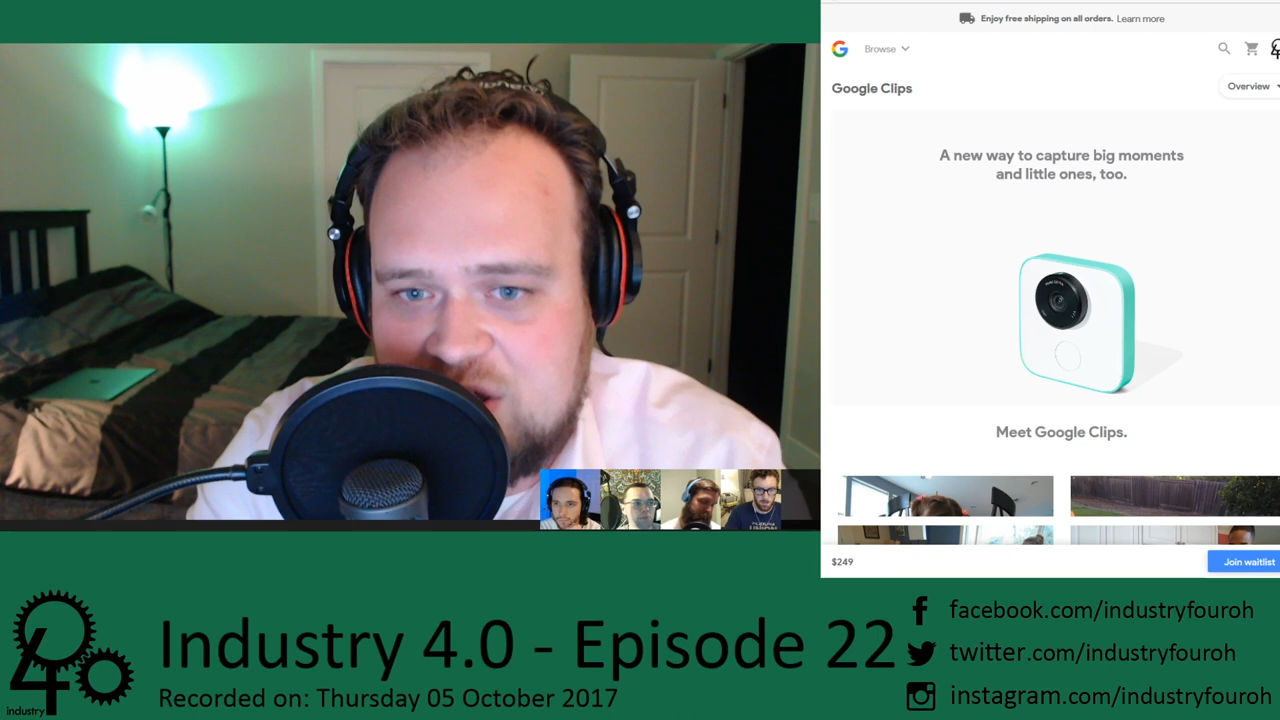 Enjoy free shipping on all orders. Learn more
Browse
Google Clips
Overview
A new way to capture big moments
and little ones, too.
Meet Google Clips.
$249
Join waitlist
industry
Industry 4.0 - Episode 22
Recorded on: Thursday 05 October 2017
facebook.com/industryfouroh
twitter.com/industryfouroh
instagram.com/industryfouroh